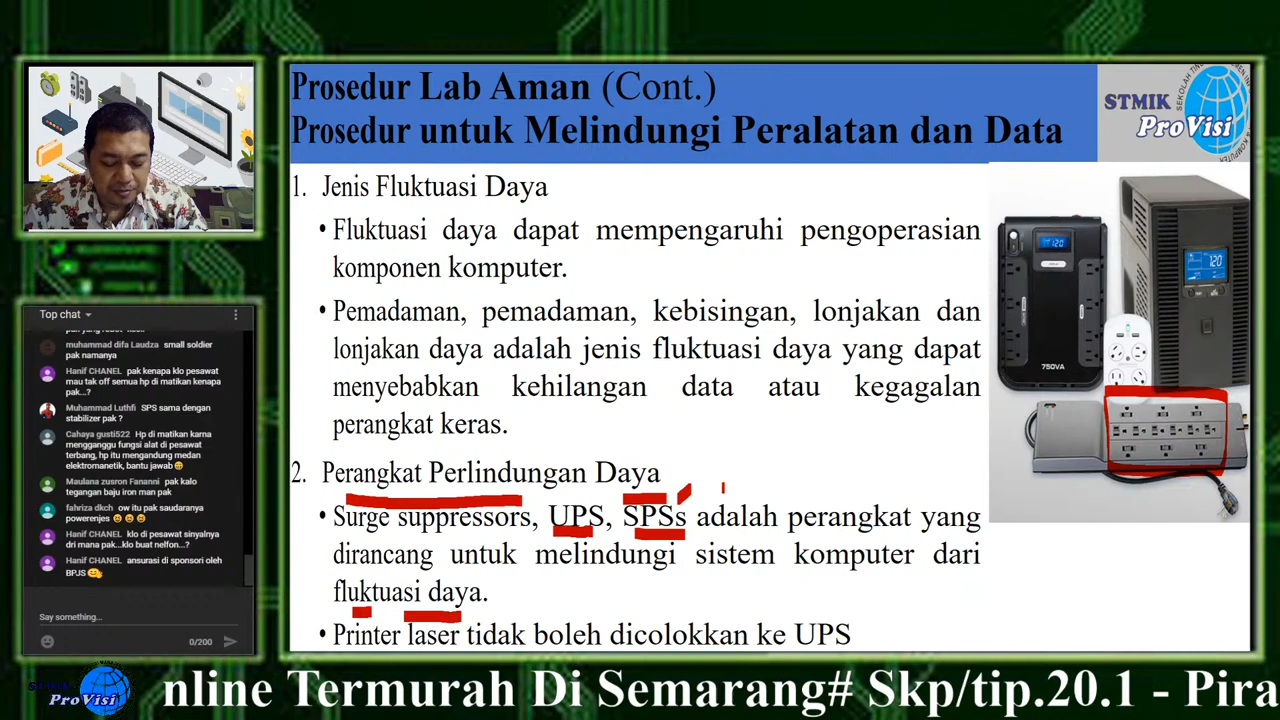 Prosedur Lab Aman (Cont.)
Prosedur untuk Melindungi Peralatan dan Data
STMIK
ProVisi
1. Jenis Fluktuasi Daya
• Fluktuasi daya dapat mempengaruhi pengoperasian
komponen komputer.
• Pemadaman, pemadaman, kebisingan, lonjakan dan
lonjakan daya adalah jenis fluktuasi daya yang dapat
menyebabkan kehilangan data atau kegagalan
perangkat keras.
2. Perangkat Perlindungan Daya
• Surge suppressors, UPS, SPSs adalah perangkat yang
dirancang untuk melindungi sistem komputer dari
fluktuasi daya.
• Printer laser tidak boleh dicolokkan ke UPS
120
120
750VA
Top chat
muhammad difa Laudza small soldier
pak namanya
Hanif CHANEL pak kenapa klo pesawat
mau tak off semua hp di matikan kenapa
pak...?
Muhammad Luthfi SPS sama dengan
stabilizer pak ?
Cahaya gusti522 Hp di matikan karna
mengganggu fungsi alat di pesawat
terbang, hp itu mengandung medan
elektromanetik, bantu jawab
Maulana zusron Fananni pak kalo
tegangan baju iron man pak
fahriza dkch ow itu pak saudaranya
powerenjes
Hanif CHANEL klo di pesawat sinyalnya
dri mana pak...klo buat nelfon...?
Hanif CHANEL ansurasi di sponsori oleh
BPJS
Say something...
0/200
STMIK
ProVisi
nline Termurah Di Semarang# Skp/tip.20.1 - Pira